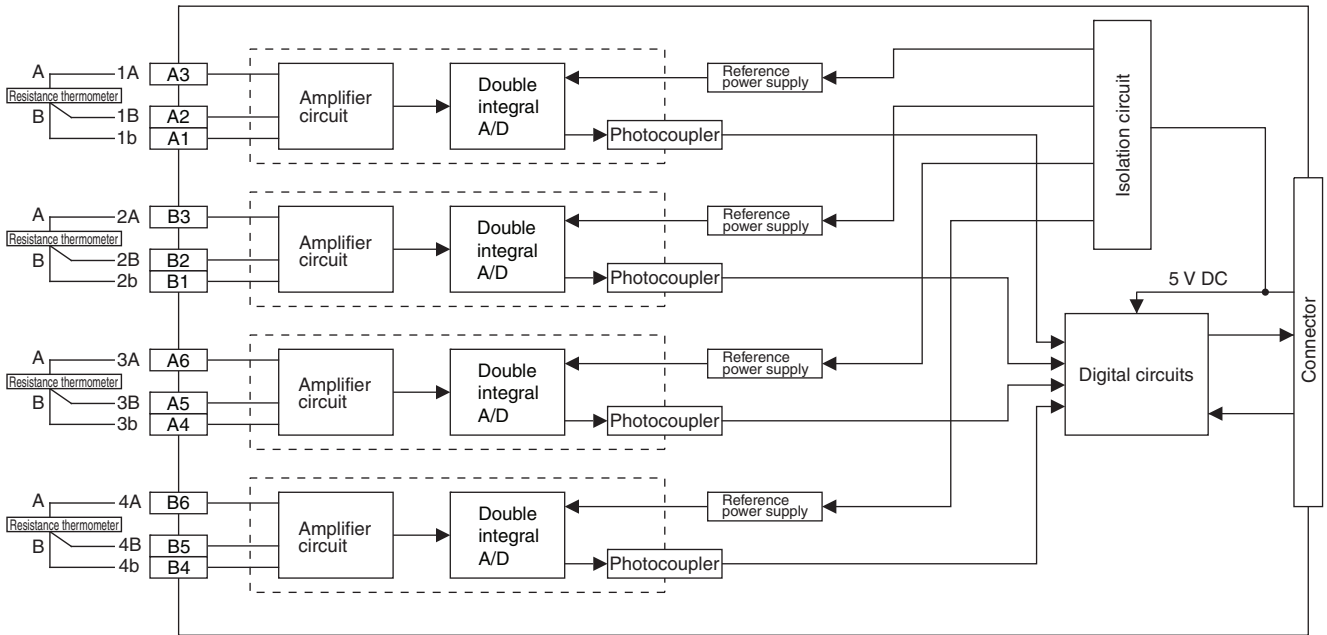 A
1A
A3
Resistance thermometer
B
1B
A2
1b
A1
Amplifier
circuit
Double
integral
A/D
Reference
power supply
Photocoupler
Isolation circuit
A
2A
B3
Resistance thermometer
B
2B
B2
2b
B1
Amplifier
circuit
Double
integral
A/D
Reference
power supply
Photocoupler
5 V DC
Connector
A
3A
A6
Resistance thermometer
B
3B
A5
3b
A4
Amplifier
circuit
Double
integral
A/D
Reference
power supply
Photocoupler
Digital circuits
A
4A
B6
Resistance thermometer
B
4B
B5
4b
B4
Amplifier
circuit
Double
integral
A/D
Reference
power supply
Photocoupler